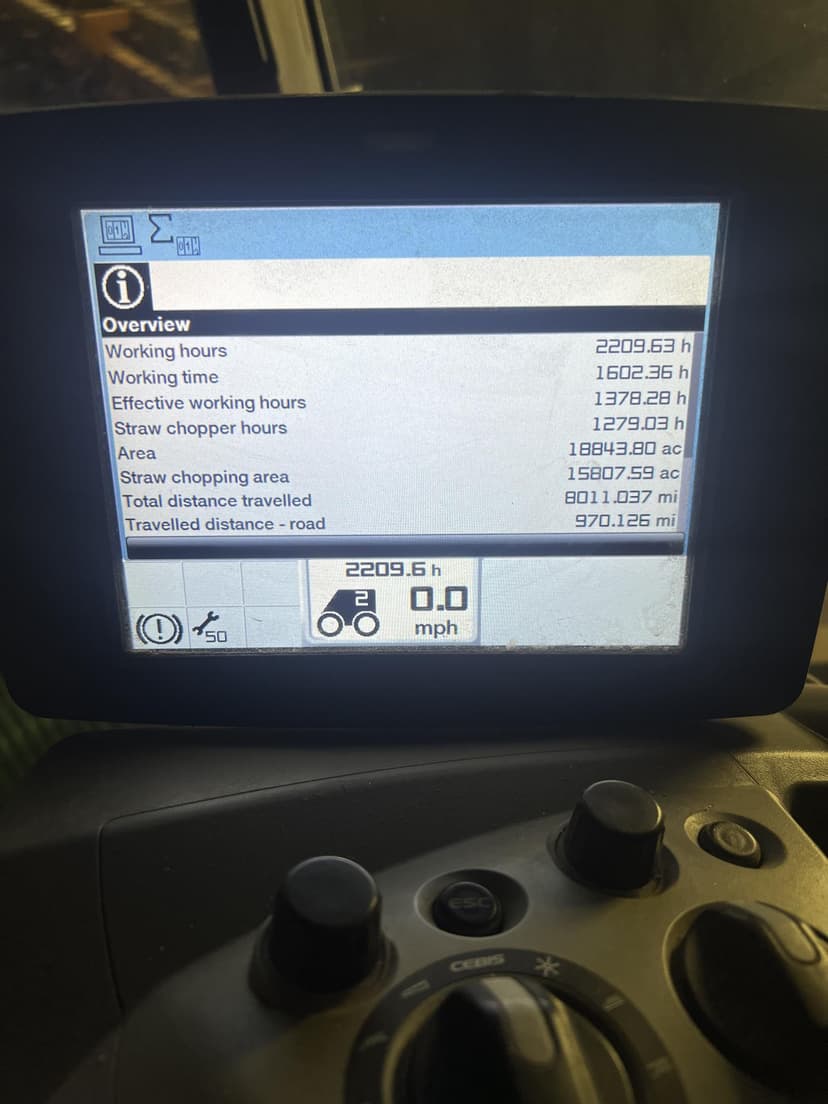 Overview
Working hours 2209.63 h
Working time 1602.36 h
Effective working hours 1378.28 h
Straw chopper hours 1279.03 h
Area 18843.80 ac
Straw chopping area 15807.59 ac
Total distance travelled 8011.037 mi
Travelled distance - road 970.126 mi
2209.6 h
2 0.0
50 mph
ESC
CEBIS